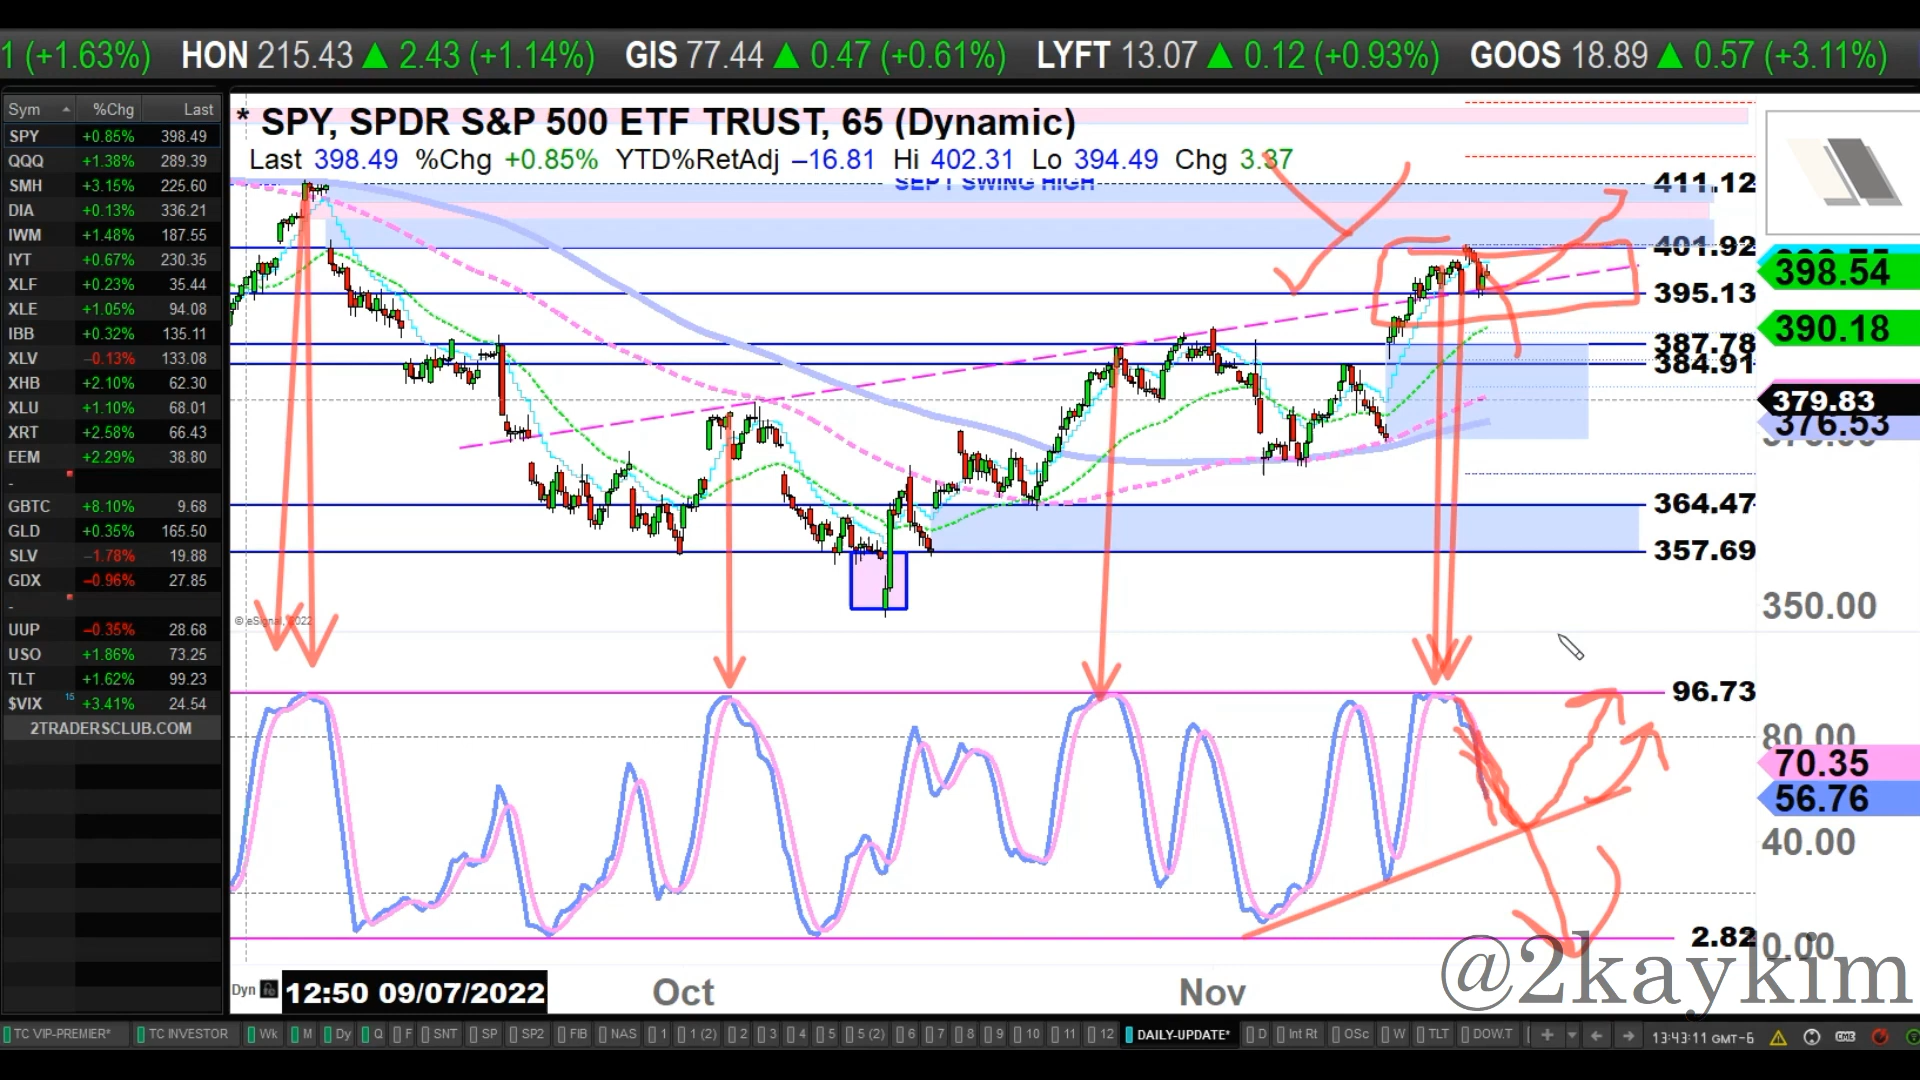 1 (+1.63%) HON 215.43 ▲ 2.43 (+1.14%) GIS 77.44 ▲ 0.47 (+0.61%) LYFT 13.07 ▲ 0.12 (+0.93%) GOOS 18.89 ▲ 0.57 (+3.11%)
Sym %Chg Last
SPY +0.85% 398.49
QQQ +1.38% 289.39
SMH +3.15% 225.60
DIA +0.13% 336.21
IWM +1.48% 187.55
IYT +0.67% 230.35
XLF +0.23% 35.44
XLE +1.05% 94.08
IBB +0.32% 135.11
XLV −0.13% 133.08
XHB +2.10% 62.30
XLU +1.10% 68.01
XRT +2.58% 66.43
EEM +2.29% 38.80
-
GBTC +8.10% 9.68
GLD +0.35% 165.50
SLV −1.78% 19.88
GDX −0.96% 27.85
-
UUP −0.35% 28.68
USO +1.86% 73.25
TLT +1.62% 99.23
$VIX 15 +3.41% 24.54
2TRADERSCLUB.COM
* SPY, SPDR S&P 500 ETF TRUST, 65 (Dynamic)
Last 398.49 %Chg +0.85% YTD%RetAdj −16.81 Hi 402.31 Lo 394.49 Chg 3.37
SEPT SWING HIGH
411.12
401.92
398.54
395.13
390.18
387.78
384.91
379.83
376.53
364.47
357.69
350.00
© eSignal, 2022
96.73
80.00
70.35
56.76
40.00
2.82
0.00
@2kaykim
Dyn 12:50 09/07/2022 Oct Nov
TC VIP-PREMIER* TC INVESTOR Wk M Dy Q F SNT SP SP2 FIB NAS 1 1 (2) 2 3 4 5 5 (2) 6 7 8 9 10 11 12 DAILY-UPDATE* D Int Rt OSc W TLT DOW.T + 13:43:11 GMT-6 CME